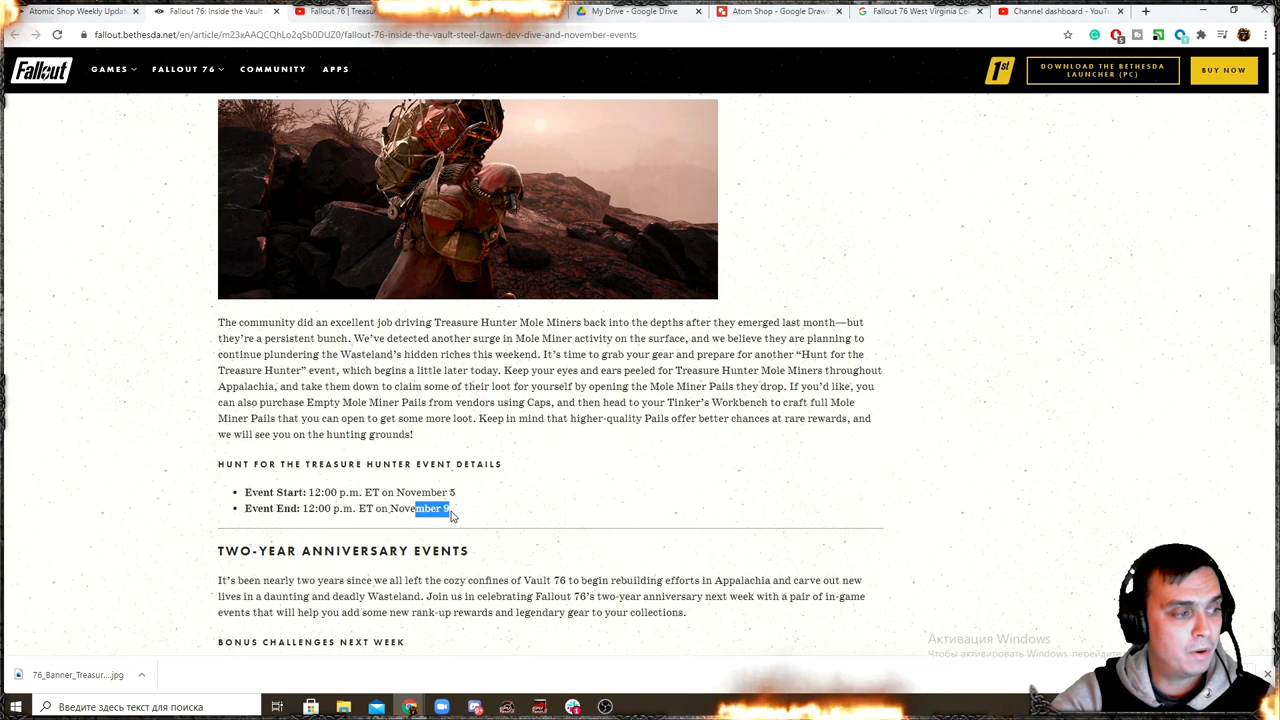 Atomic Shop Weekly Upda
Fallout 76: Inside the Vault
Fallout 76 | Treasur
My Drive - Google Drive
Atom Shop - Google Draw
Fallout 76 West Virginia Ce
Channel dashboard - YouT
fallout.bethesda.net/en/article/m23xAAQCQhLo2qSb0DUZ0/fallout-76-inside-the-vault-steel-dawn-dev-dive-and-november-events
Fallout
GAMES
FALLOUT 76
COMMUNITY
APPS
1st
DOWNLOAD THE BETHESDA
LAUNCHER (PC)
BUY NOW
The community did an excellent job driving Treasure Hunter Mole Miners back into the depths after they emerged last month—but
they're a persistent bunch. We've detected another surge in Mole Miner activity on the surface, and we believe they are planning to
continue plundering the Wasteland's hidden riches this weekend. It's time to grab your gear and prepare for another "Hunt for the
Treasure Hunter" event, which begins a little later today. Keep your eyes and ears peeled for Treasure Hunter Mole Miners throughout
Appalachia, and take them down to claim some of their loot for yourself by opening the Mole Miner Pails they drop. If you'd like, you
can also purchase Empty Mole Miner Pails from vendors using Caps, and then head to your Tinker's Workbench to craft full Mole
Miner Pails that you can open to get some more loot. Keep in mind that higher-quality Pails offer better chances at rare rewards, and
we will see you on the hunting grounds!
HUNT FOR THE TREASURE HUNTER EVENT DETAILS
• Event Start: 12:00 p.m. ET on November 5
• Event End: 12:00 p.m. ET on November 9
TWO-YEAR ANNIVERSARY EVENTS
It's been nearly two years since we all left the cozy confines of Vault 76 to begin rebuilding efforts in Appalachia and carve out new
lives in a daunting and deadly Wasteland. Join us in celebrating Fallout 76's two-year anniversary next week with a pair of in-game
events that will help you add some new rank-up rewards and legendary gear to your collections.
BONUS CHALLENGES NEXT WEEK
Активация Windows
Чтобы активировать Windows, перейдите
76_Banner_Treasur....jpg
Введите здесь текст для поиска